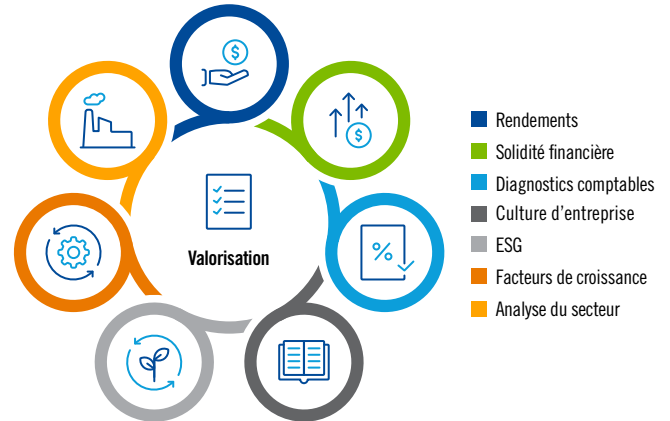 $
$
%
Valorisation
Rendements
Solidité financière
Diagnostics comptables
Culture d'entreprise
ESG
Facteurs de croissance
Analyse du secteur